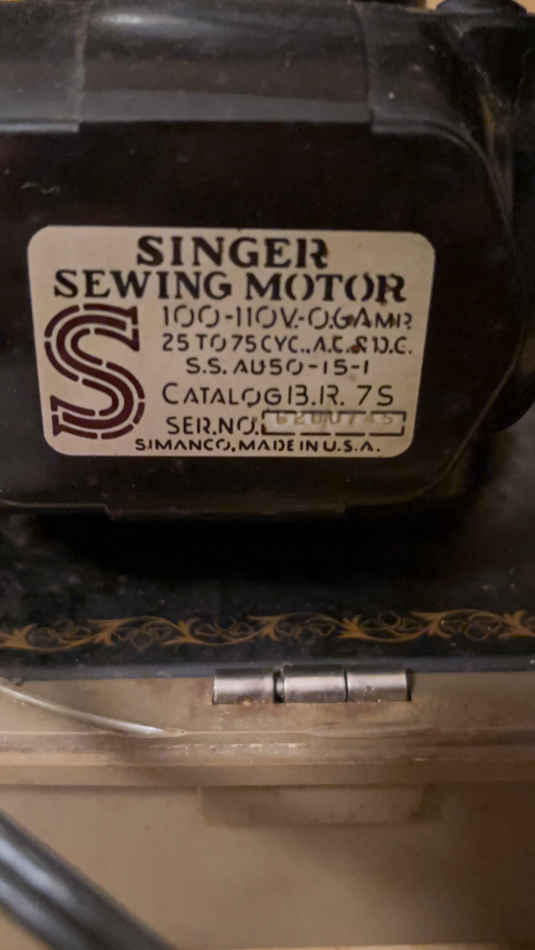 SINGER
SEWING MOTOR
S
100-110V.-0.6AMP.
25 TO 75 CYC., A.C. & D.C.
S.S. AU50-15-1
CATALOG B.R. 7S
SER.NO.
SIMANCO, MADE IN U.S.A.